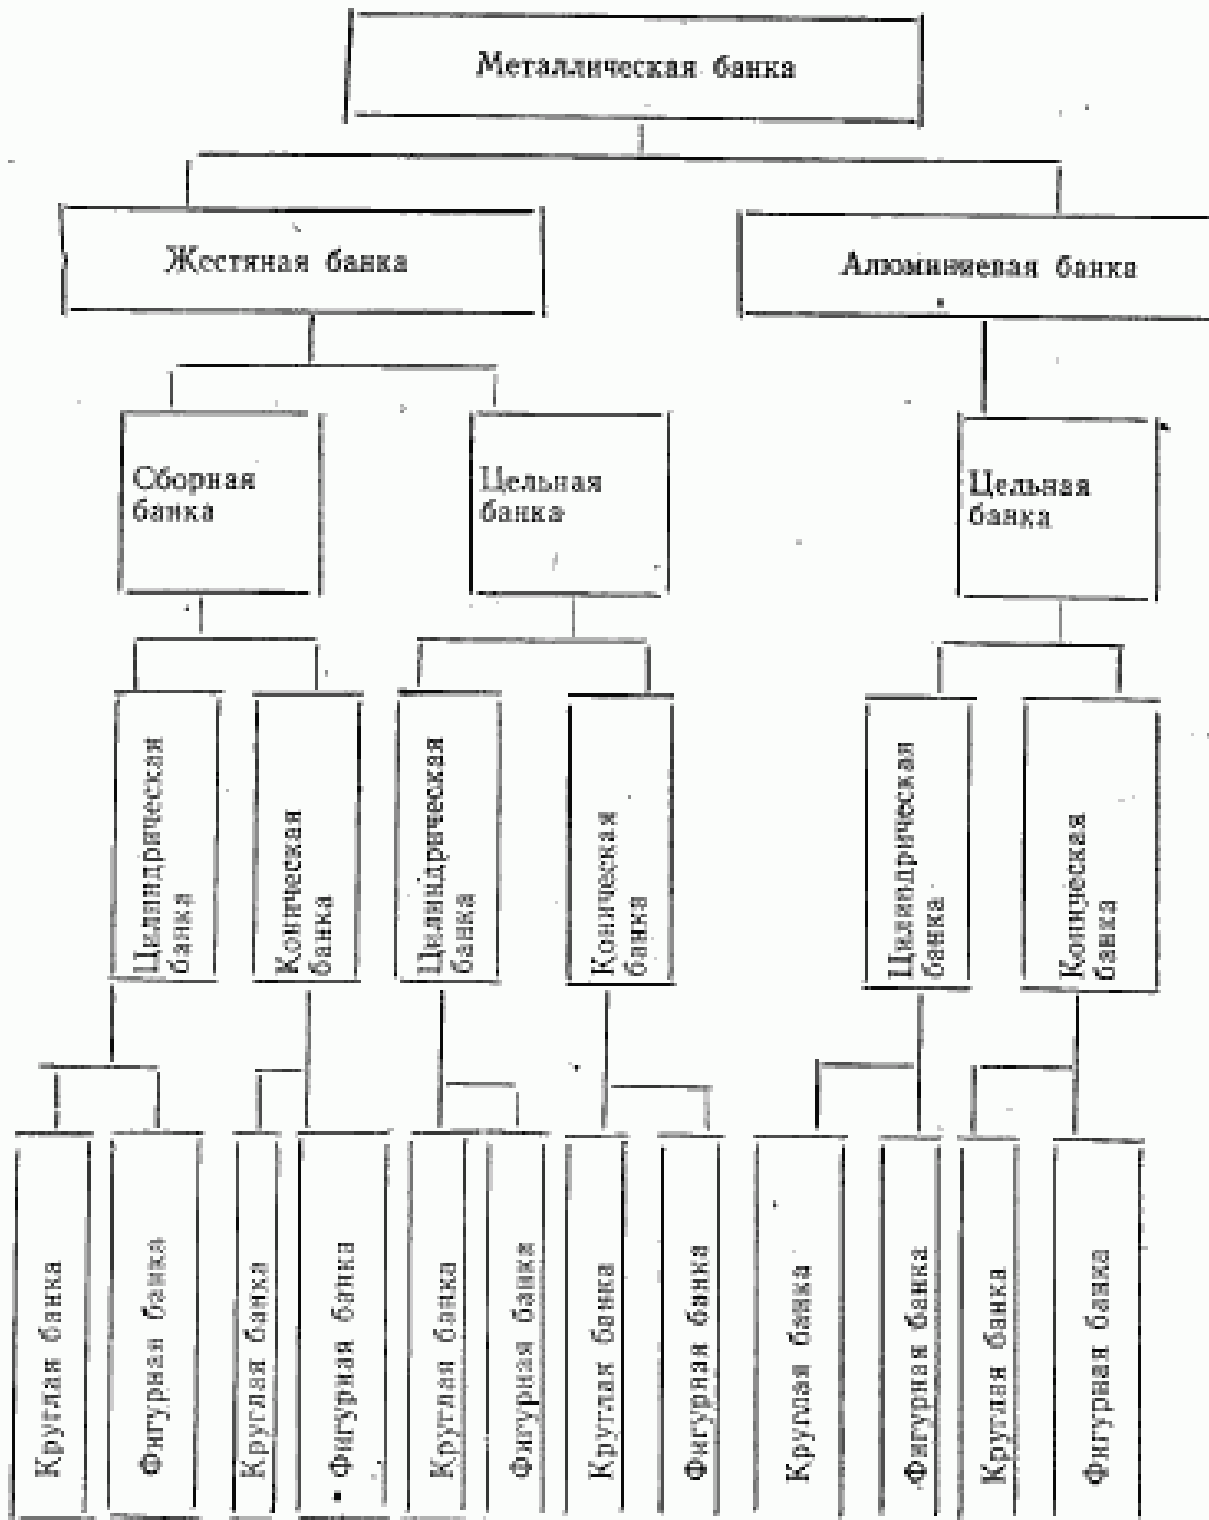 Металлическая банка
Жестяная банка
Алюминиевая банка
Сборная
банка
Цельная
банка
Цельная
банка
Цилиндрическая
банка
Коническая
банка
Цилиндрическая
банка
Коническая
банка
Цилиндрическая
банка
Коническая
банка
Круглая банка
Фигурная банка
Круглая банка
Фигурная банка
Круглая банка
Фигурная банка
Круглая банка
Фигурная банка
Круглая банка
Фигурная банка
Круглая банка
Фигурная банка